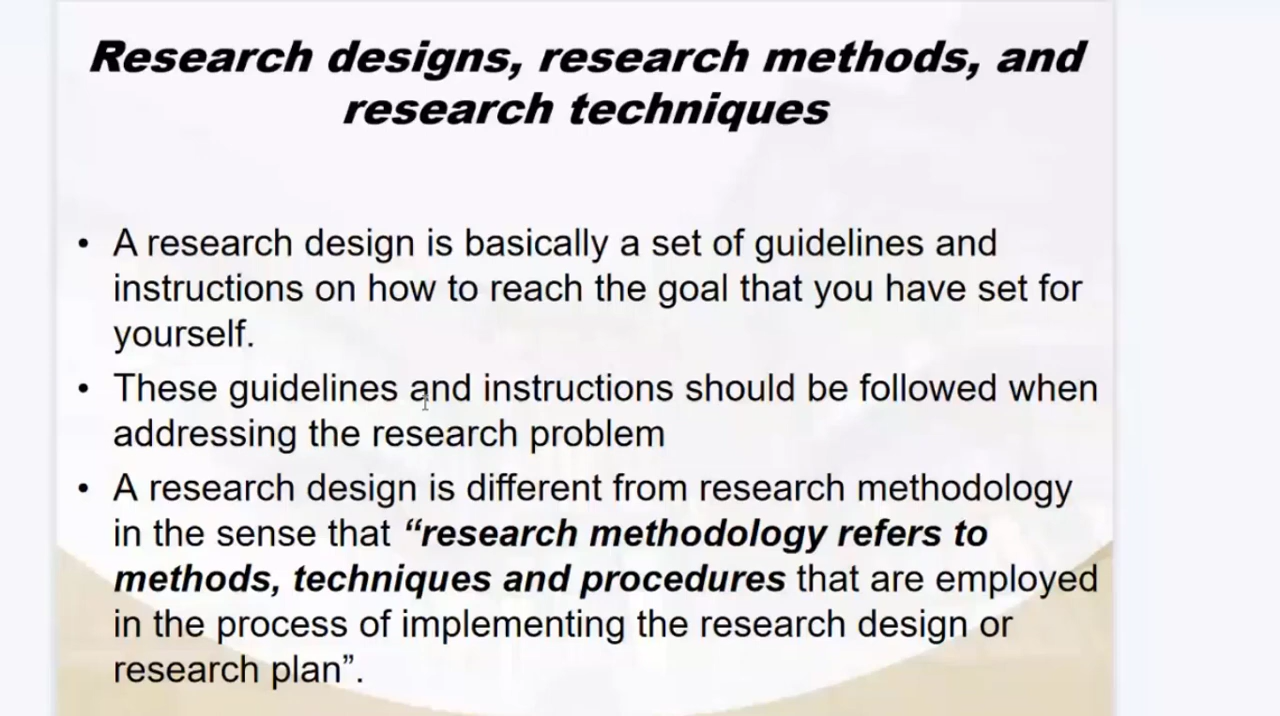 Research designs, research methods, and
research techniques
• A research design is basically a set of guidelines and
instructions on how to reach the goal that you have set for
yourself.
• These guidelines and instructions should be followed when
addressing the research problem
• A research design is different from research methodology
in the sense that “research methodology refers to
methods, techniques and procedures that are employed
in the process of implementing the research design or
research plan”.